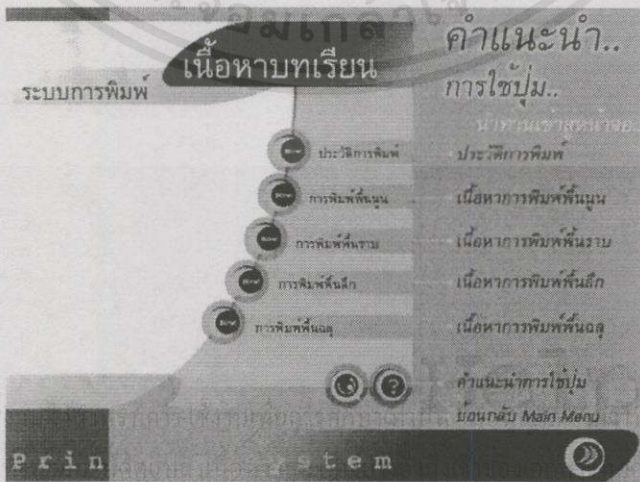 จอมเกล้า
เนื้อหาบทเรียน
ระบบการพิมพ์
ประวัติการพิมพ์
การพิมพ์พื้นนูน
การพิมพ์พื้นราบ
การพิมพ์พื้นลึก
การพิมพ์พื้นฉลุ
คำแนะนำ..
การใช้ปุ่ม..
ประวัติการพิมพ์
เนื้อหาการพิมพ์พื้นนูน
เนื้อหาการพิมพ์พื้นราบ
เนื้อหาการพิมพ์พื้นลึก
เนื้อหาการพิมพ์พื้นฉลุ
คำแนะนำการใช้ปุ่ม
ย้อนกลับ Main Menu